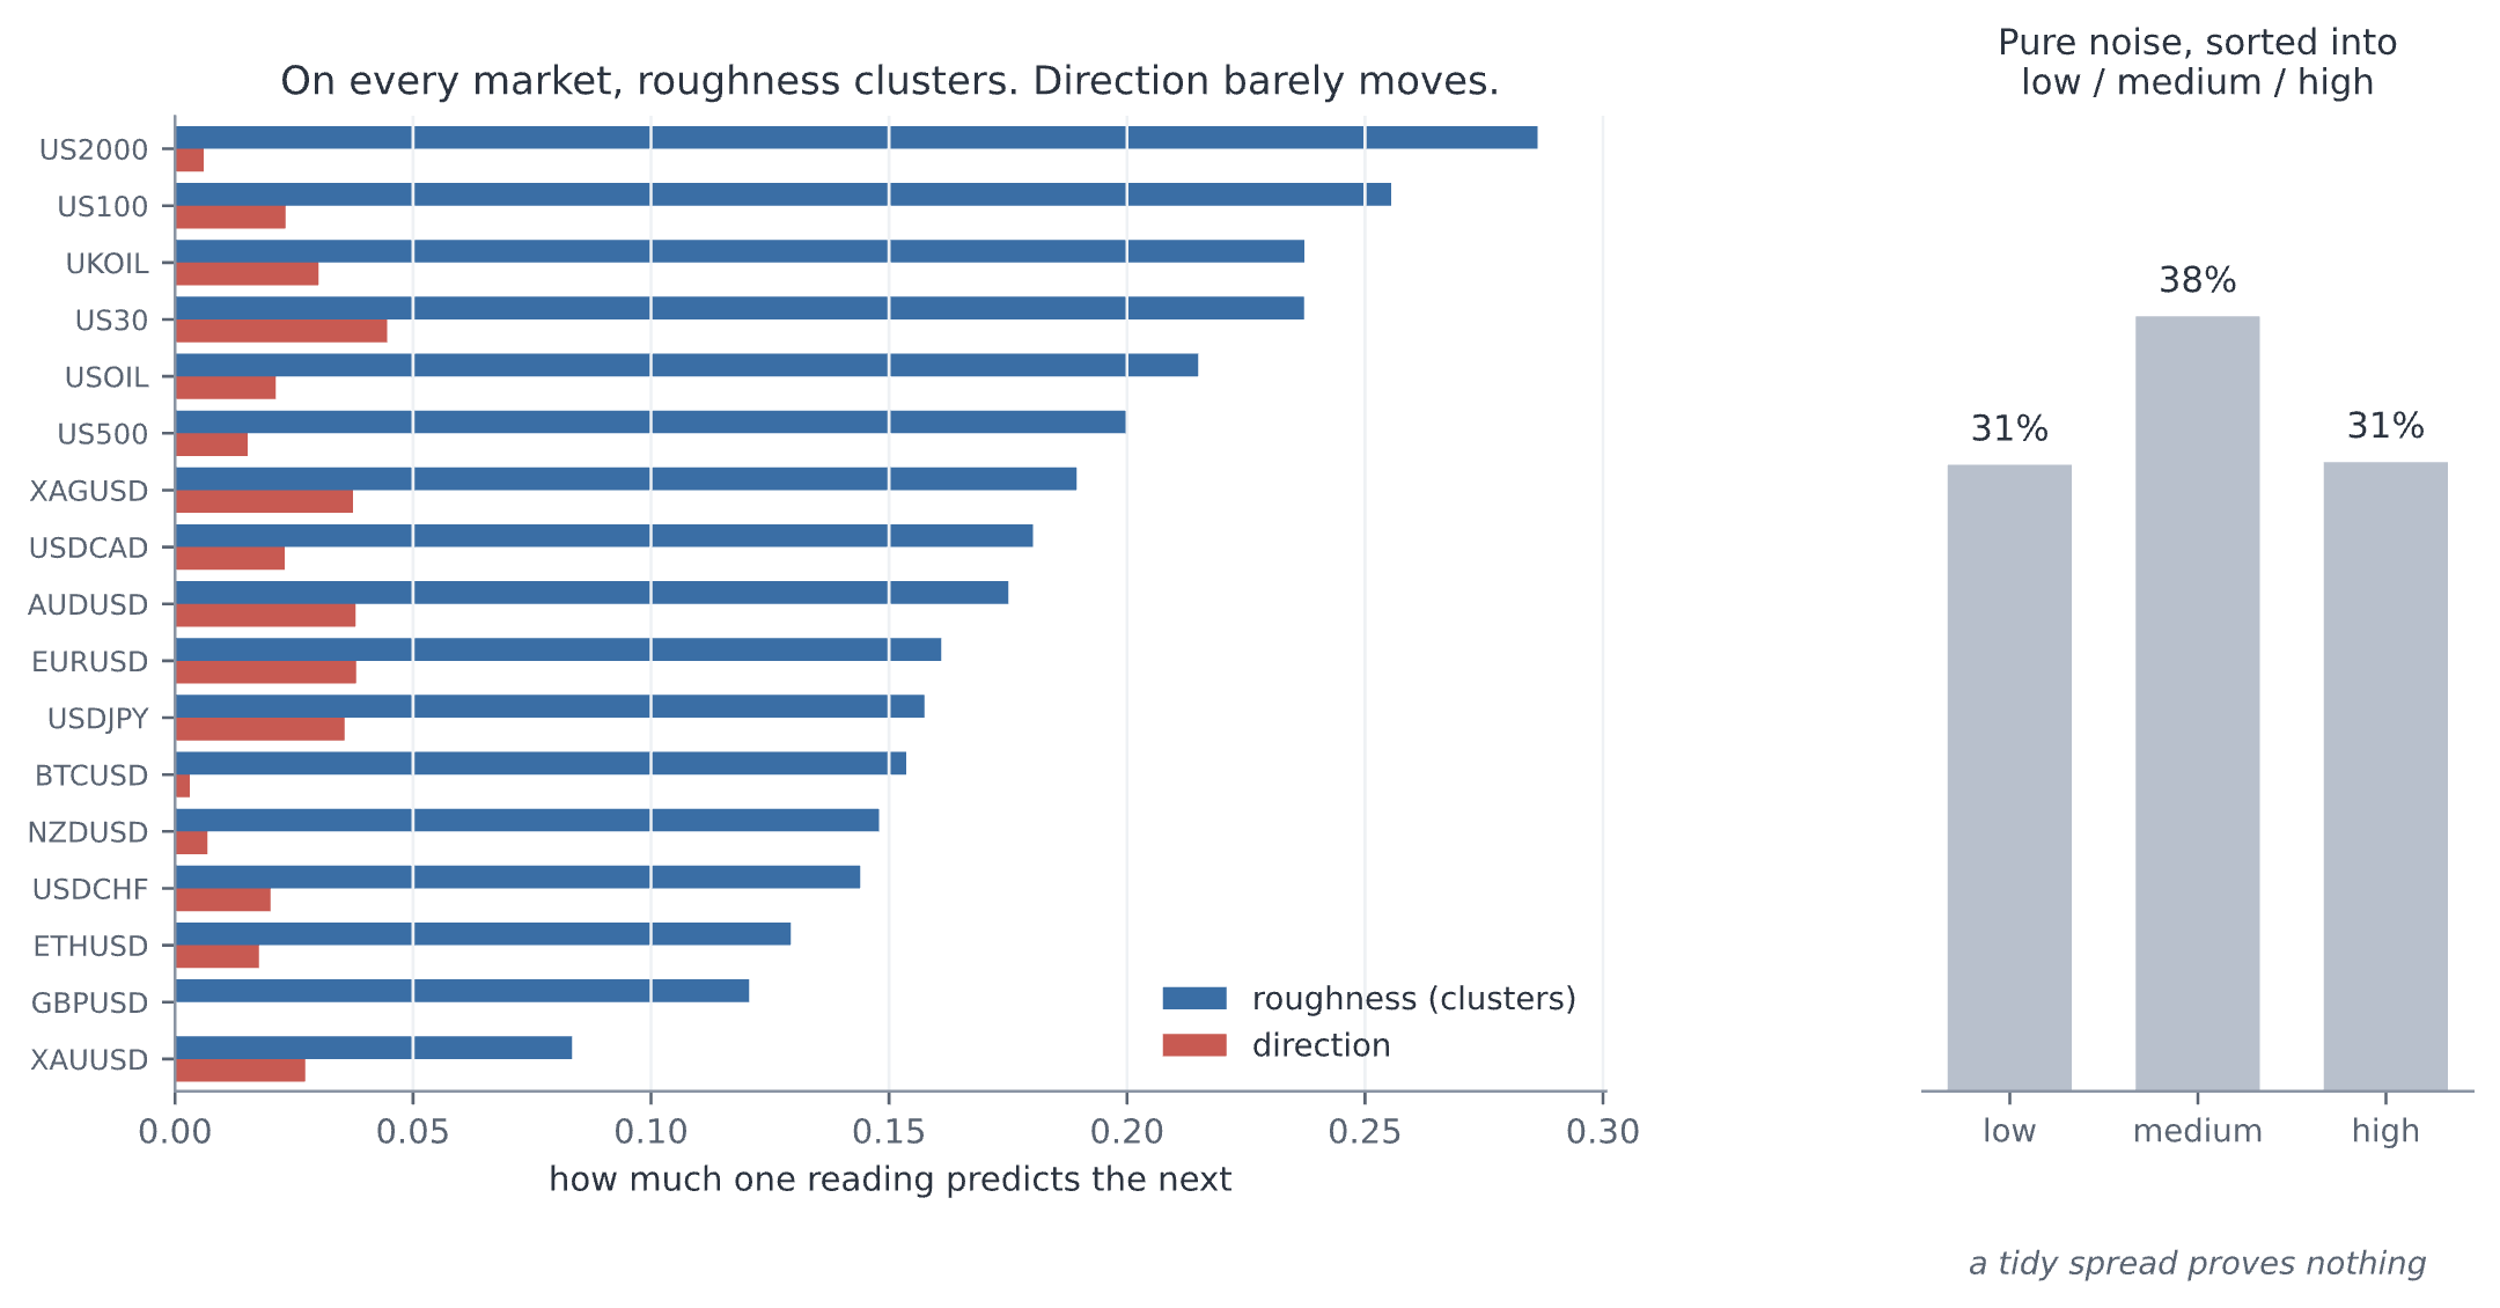 On every market, roughness clusters. Direction barely moves.
US2000
US100
UKOIL
US30
USOIL
US500
XAGUSD
USDCAD
AUDUSD
EURUSD
USDJPY
BTCUSD
NZDUSD
USDCHF
ETHUSD
GBPUSD
XAUUSD
roughness (clusters)
direction
0.00 0.05 0.10 0.15 0.20 0.25 0.30
how much one reading predicts the next
Pure noise, sorted into
low / medium / high
31% 38% 31%
low medium high
a tidy spread proves nothing